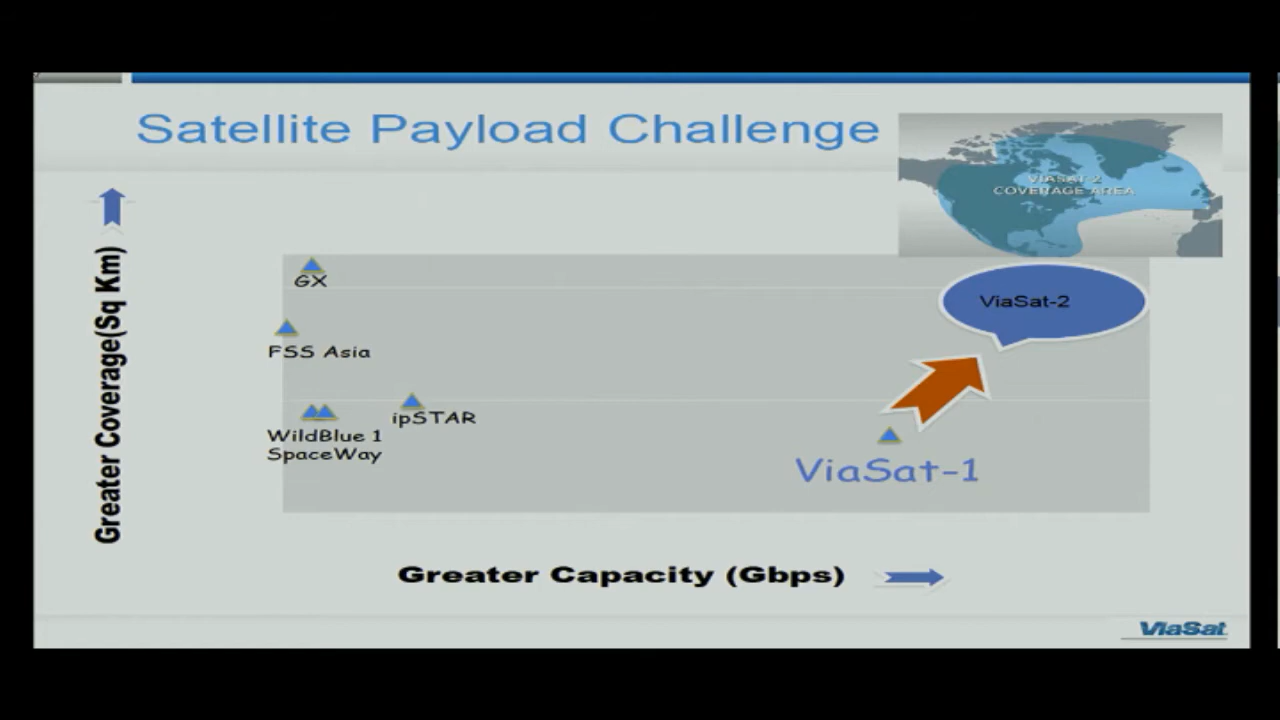 Satellite Payload Challenge
VIASAT-2
COVERAGE AREA
Greater Coverage(Sq Km)
GX
ViaSat-2
FSS Asia
ipSTAR
WildBlue 1
SpaceWay
ViaSat-1
Greater Capacity (Gbps)
ViaSat